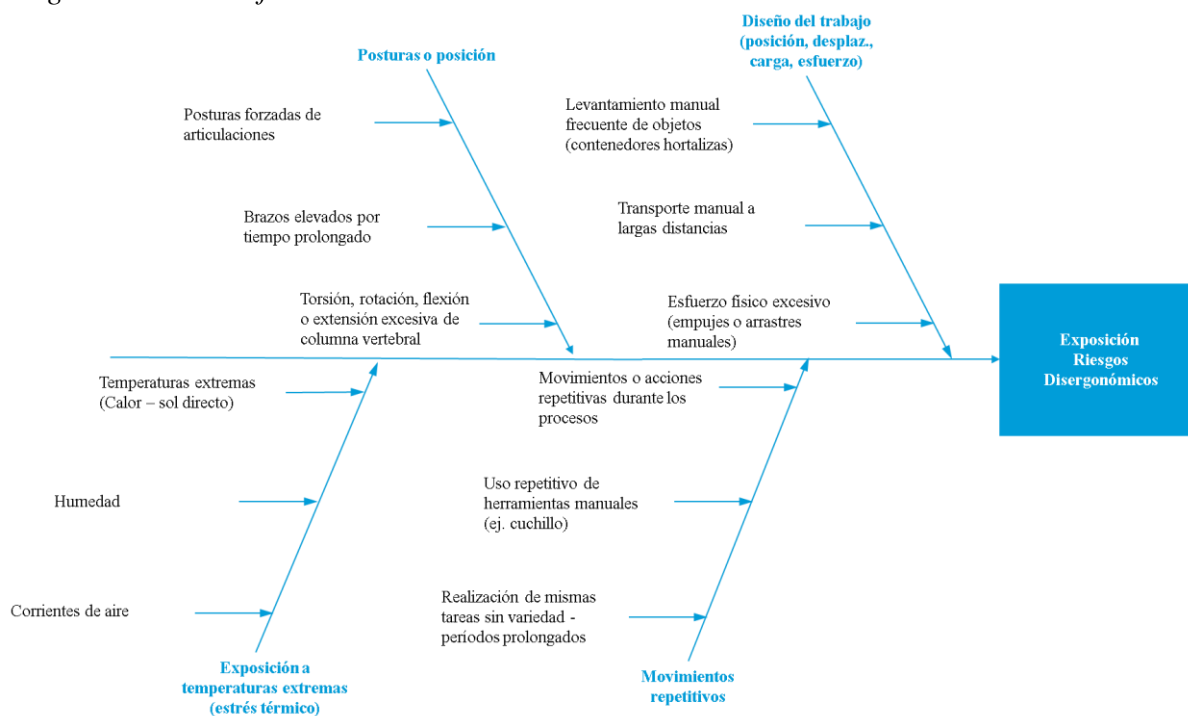 Diseño del trabajo
(posición, desplaz.,
carga, esfuerzo)
Posturas o posición
Posturas forzadas de
articulaciones
Levantamiento manual
frecuente de objetos
(contenedores hortalizas)
Brazos elevados por
tiempo prolongado
Transporte manual a
largas distancias
Torsión, rotación, flexión
o extensión excesiva de
columna vertebral
Esfuerzo físico excesivo
(empujes o arrastres
manuales)
Exposición
Riesgos
Disergonómicos
Temperaturas extremas
(Calor – sol directo)
Movimientos o acciones
repetitivas durante los
procesos
Humedad
Uso repetitivo de
herramientas manuales
(ej. cuchillo)
Corrientes de aire
Realización de mismas
tareas sin variedad -
períodos prolongados
Exposición a
temperaturas extremas
(estrés térmico)
Movimientos
repetitivos